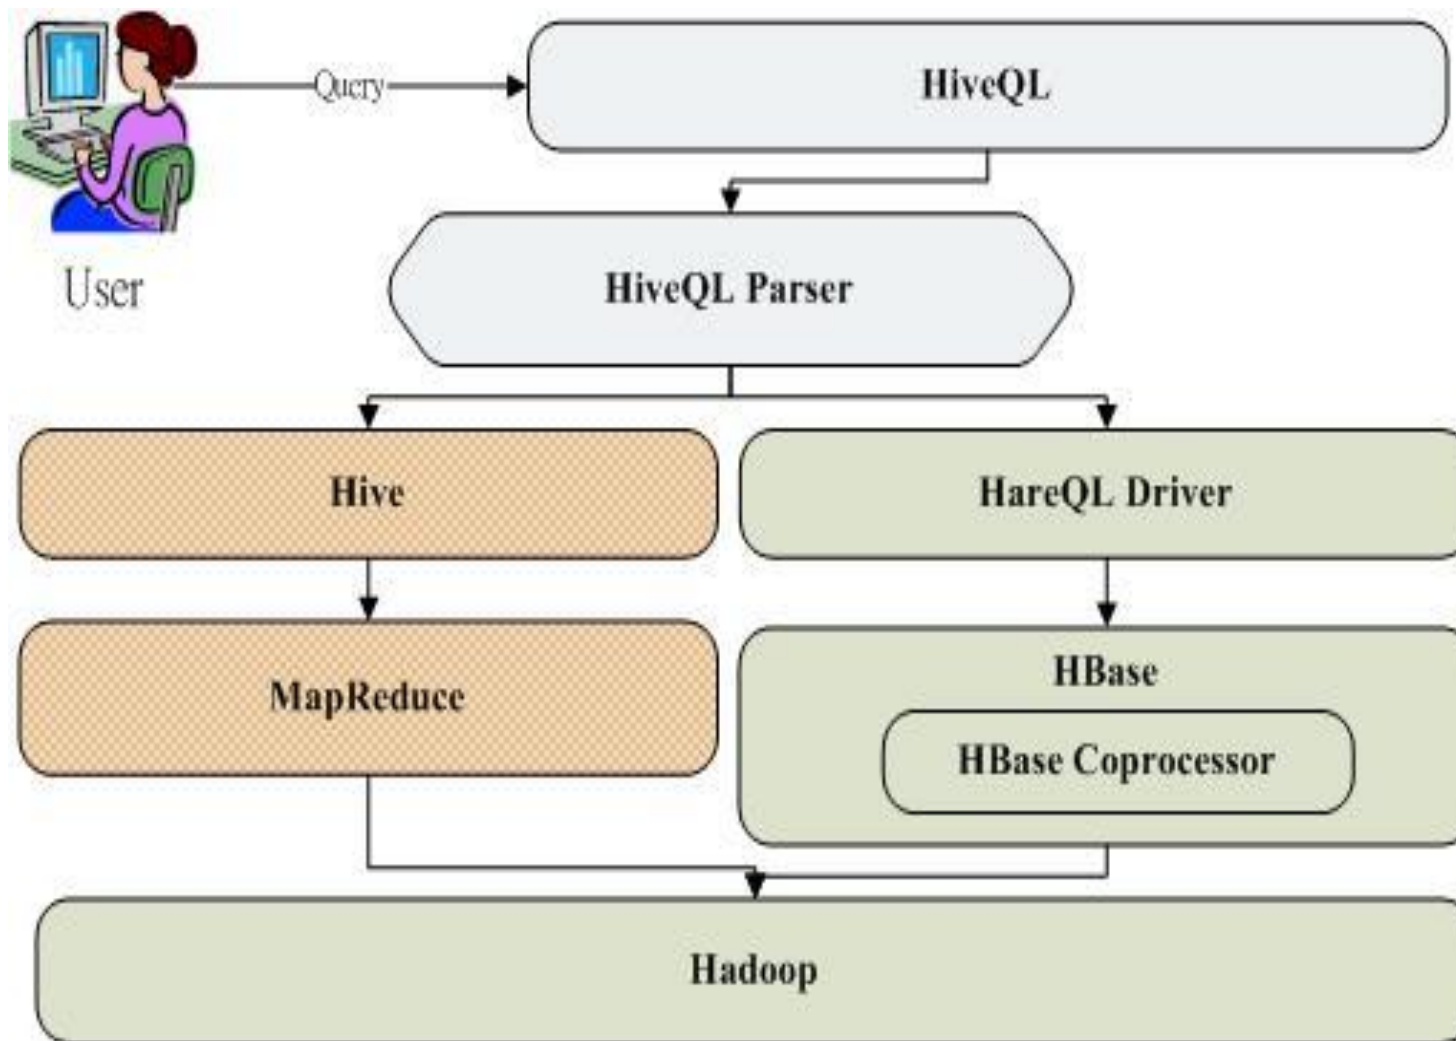 Query
HiveQL
User
HiveQL Parser
Hive
HareQL Driver
MapReduce
HBase
HBase Coprocessor
Hadoop